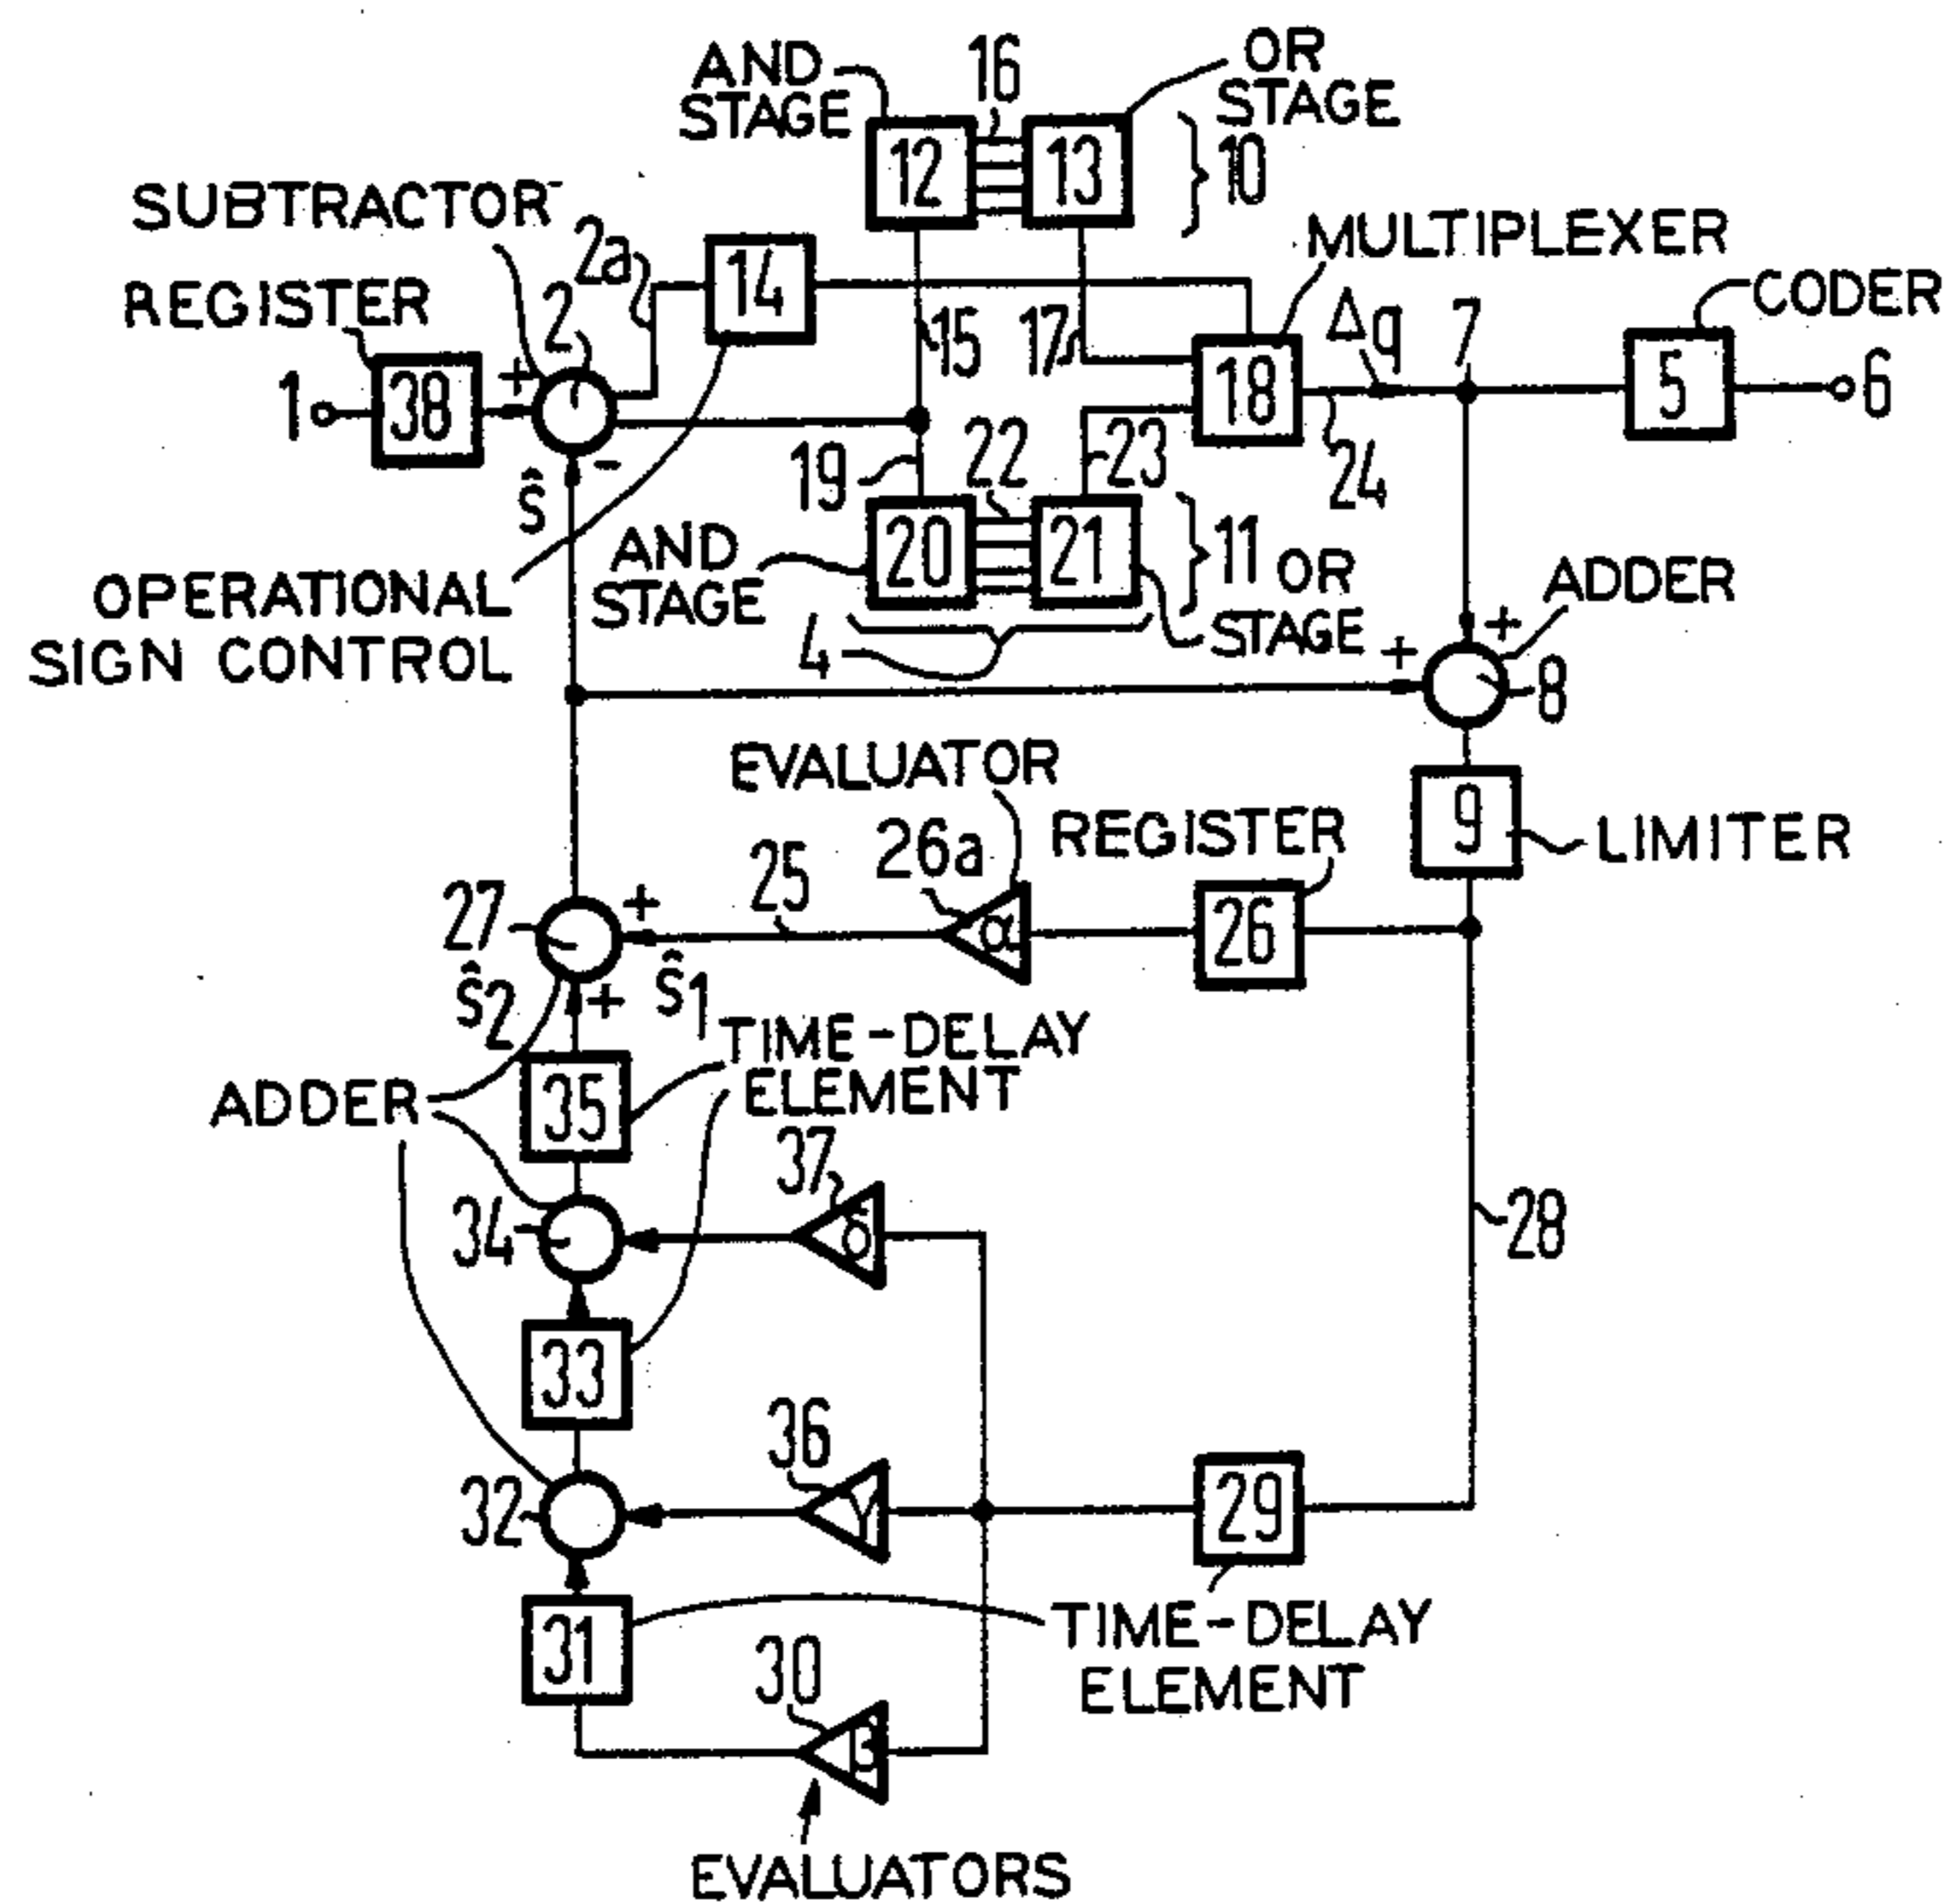 AND
STAGE
16
OR
STAGE
12
13
10
SUBTRACTOR
2a
14
MULTIPLEXER
REGISTER
2
15
17
Δq
7
CODER
1
38
+
18
5
6
-
ŝ
19
22
23
24
AND
STAGE
20
21
11
OR
STAGE
OPERATIONAL
SIGN CONTROL
4
ADDER
+
+
8
EVALUATOR
26a
REGISTER
9
LIMITER
25
27
+
α
26
ŝ2
+
ŝ1
TIME-DELAY
ELEMENT
ADDER
35
37
34
δ
28
33
36
32
γ
29
31
30
TIME-DELAY
ELEMENT
β
EVALUATORS